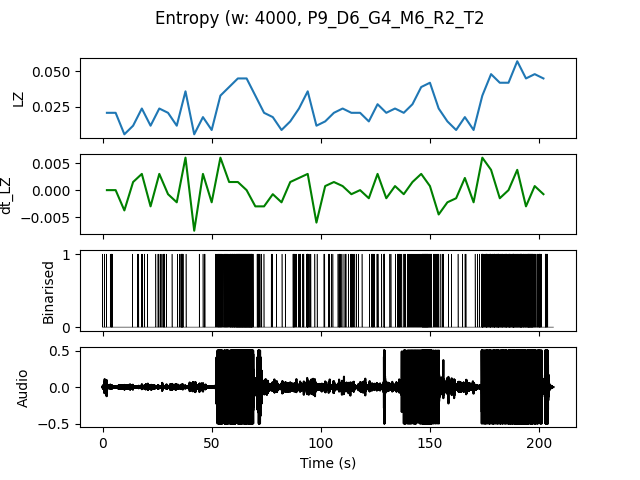 Entropy (w: 4000, P9_D6_G4_M6_R2_T2
0.050
0.025
LZ
0.005
0.000
−0.005
dt_LZ
1
0
Binarised
0.5
0.0
−0.5
Audio
0 50 100 150 200
Time (s)